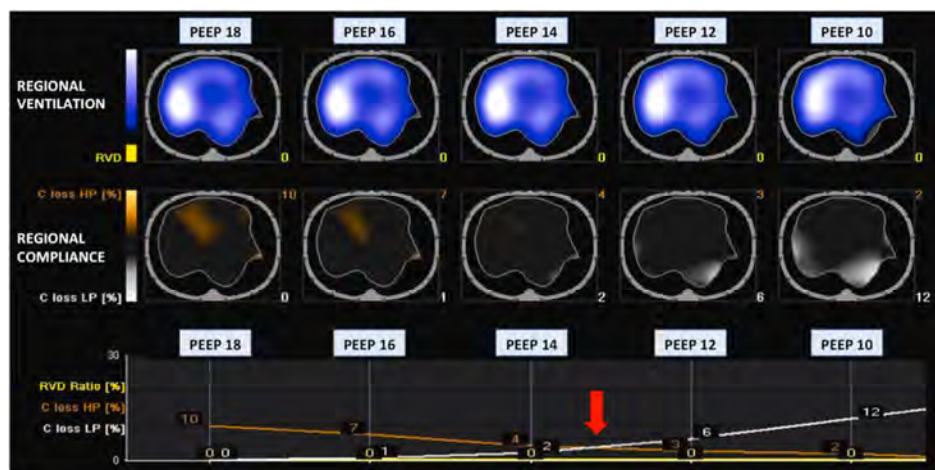 PEEP 18 PEEP 16 PEEP 14 PEEP 12 PEEP 10
REGIONAL
VENTILATION
RVD 0 0 0 0 0
C loss HP [%] 10 7 4 3 2
REGIONAL
COMPLIANCE
C loss LP [%] 0 1 2 6 12
PEEP 18 PEEP 16 PEEP 14 PEEP 12 PEEP 10
30
RVD Ratio [%]
C loss HP [%] 10 7 4 3 2
C loss LP [%] 0 1 2 6 12
0 0 0 0 0 0